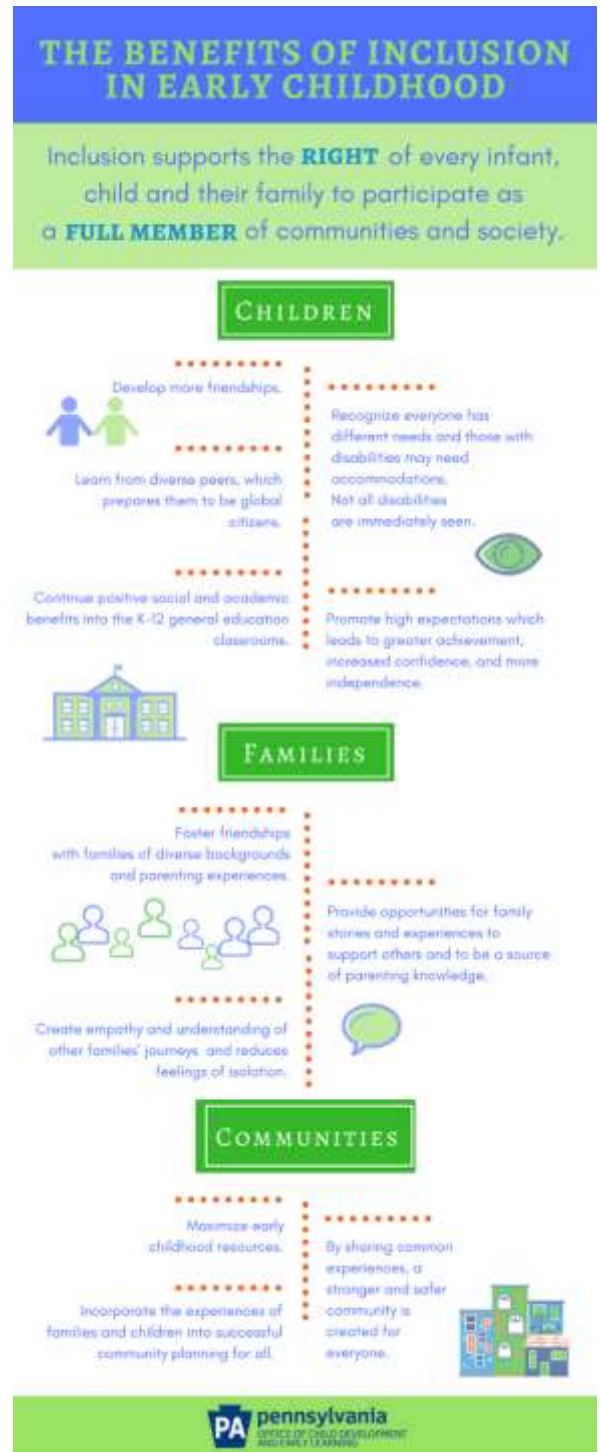 THE BENEFITS OF INCLUSION
IN EARLY CHILDHOOD
Inclusion supports the RIGHT of every infant,
child and their family to participate as
a FULL MEMBER of communities and society.
CHILDREN
Develop more friendships.
Learn from diverse peers, which
prepares them to be global
citizens.
Continue positive social and academic
benefits into the K-12 general education
classrooms.
Recognize everyone has
different needs and those with
disabilities may need
accommodations.
Not all disabilities
are immediately seen.
Promote high expectations which
leads to greater achievement,
increased confidence, and more
independence.
FAMILIES
Foster friendships
with families of diverse backgrounds
and parenting experiences.
Create empathy and understanding of
other families' journeys and reduces
feelings of isolation.
Provide opportunities for family
stories and experiences to
support others and to be a source
of parenting knowledge.
COMMUNITIES
Maximize early
childhood resources.
Incorporate the experiences of
families and children into successful
community planning for all.
By sharing common
experiences, a
stronger and safer
community is
created for
everyone.
PA pennsylvania
OFFICE OF CHILD DEVELOPMENT
AND EARLY LEARNING